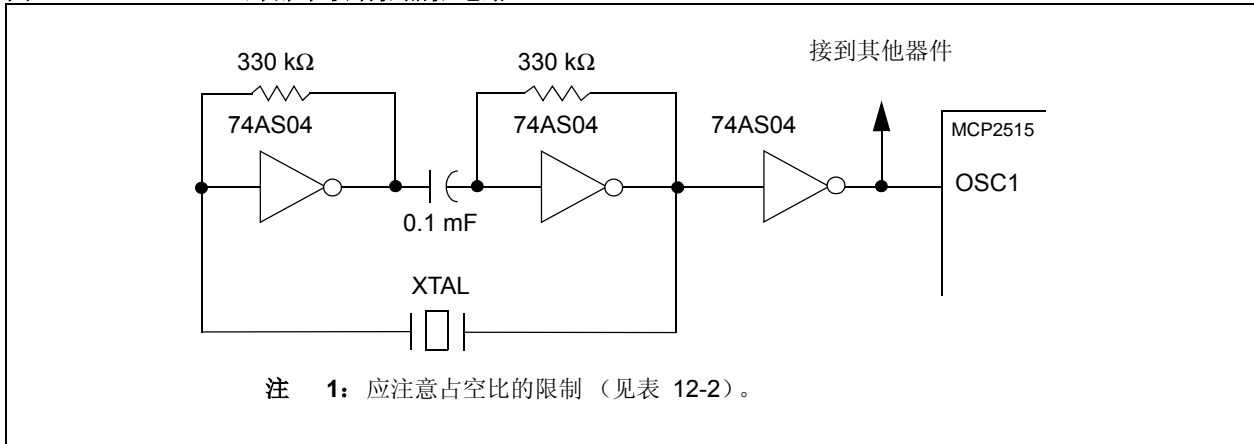 330 kΩ
330 kΩ
接到其他器件
74AS04
74AS04
74AS04
MCP2515
OSC1
0.1 mF
XTAL
注 1： 应注意占空比的限制 （见表 12-2）。